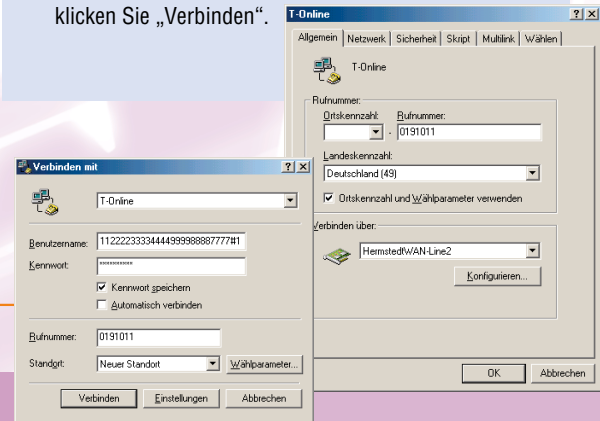 klicken Sie „Verbinden“.
T-Online
Allgemein Netzwerk Sicherheit Skript Multilink Wählen
T-Online
Rufnummer:
Ortskennzahl: Rufnummer:
- 0191011
Landeskennzahl:
Deutschland (49)
Ortskennzahl und Wählparameter verwenden
Verbinden über:
HermstedtWAN-Line2
Konfigurieren...
OK Abbrechen
Verbinden mit
T-Online
Benutzername: 11222233334444999988887777#1
Kennwort: **********
Kennwort speichern
Automatisch verbinden
Rufnummer: 0191011
Standort: Neuer Standort Wählparameter...
Verbinden Einstellungen Abbrechen